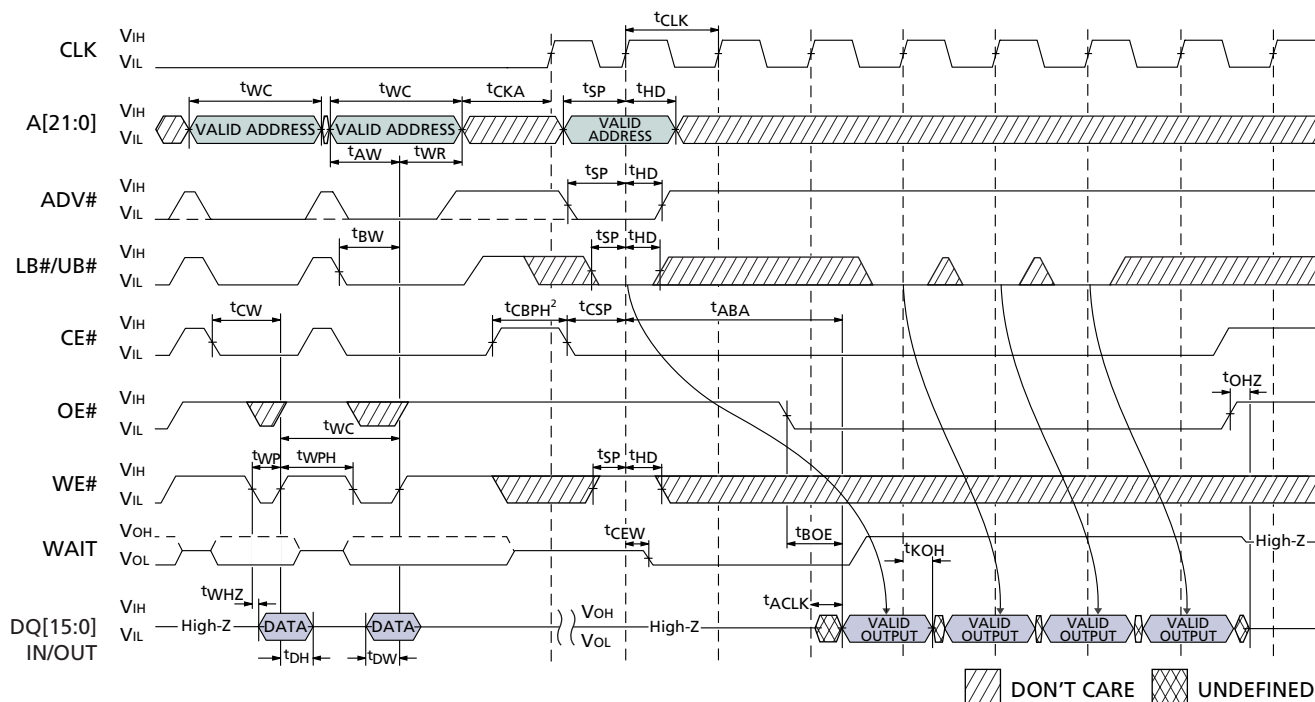 tCLK
CLK VIH VIL
tWC tWC tCKA tSP tHD
A[21:0] VIH VIL VALID ADDRESS VALID ADDRESS VALID ADDRESS
tAW tWR
ADV# VIH VIL tSP tHD
LB#/UB# VIH VIL tBW tSP tHD
CE# VIH VIL tCW tCBPH2 tCSP tABA
OE# VIH VIL tOHZ
tWC
WE# VIH VIL tWP tWPH tSP tHD
WAIT VOH VOL tCEW tBOE tKOH High-Z
tWHZ tACLK
DQ[15:0] IN/OUT VIH VIL High-Z DATA DATA VOH VOL High-Z VALID OUTPUT VALID OUTPUT VALID OUTPUT VALID OUTPUT
tDH tDW
DON'T CARE UNDEFINED